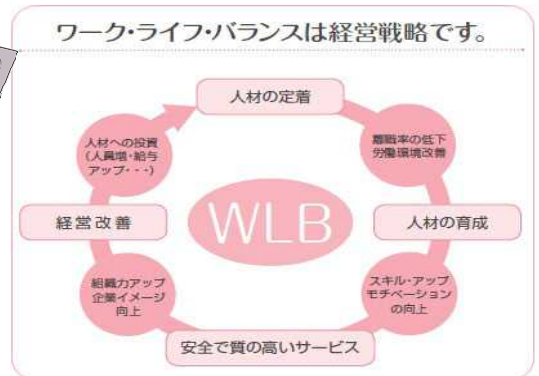 ワーク・ライフ・バランスは経営戦略です。
人材の定着
離職率の低下
労働環境改善
人材の育成
スキル・アップ
モチベーション
の向上
安全で質の高いサービス
組織力アップ
企業イメージ
向上
経営改善
人材への投資
(人員増・給与
アップ・・・)
WLB